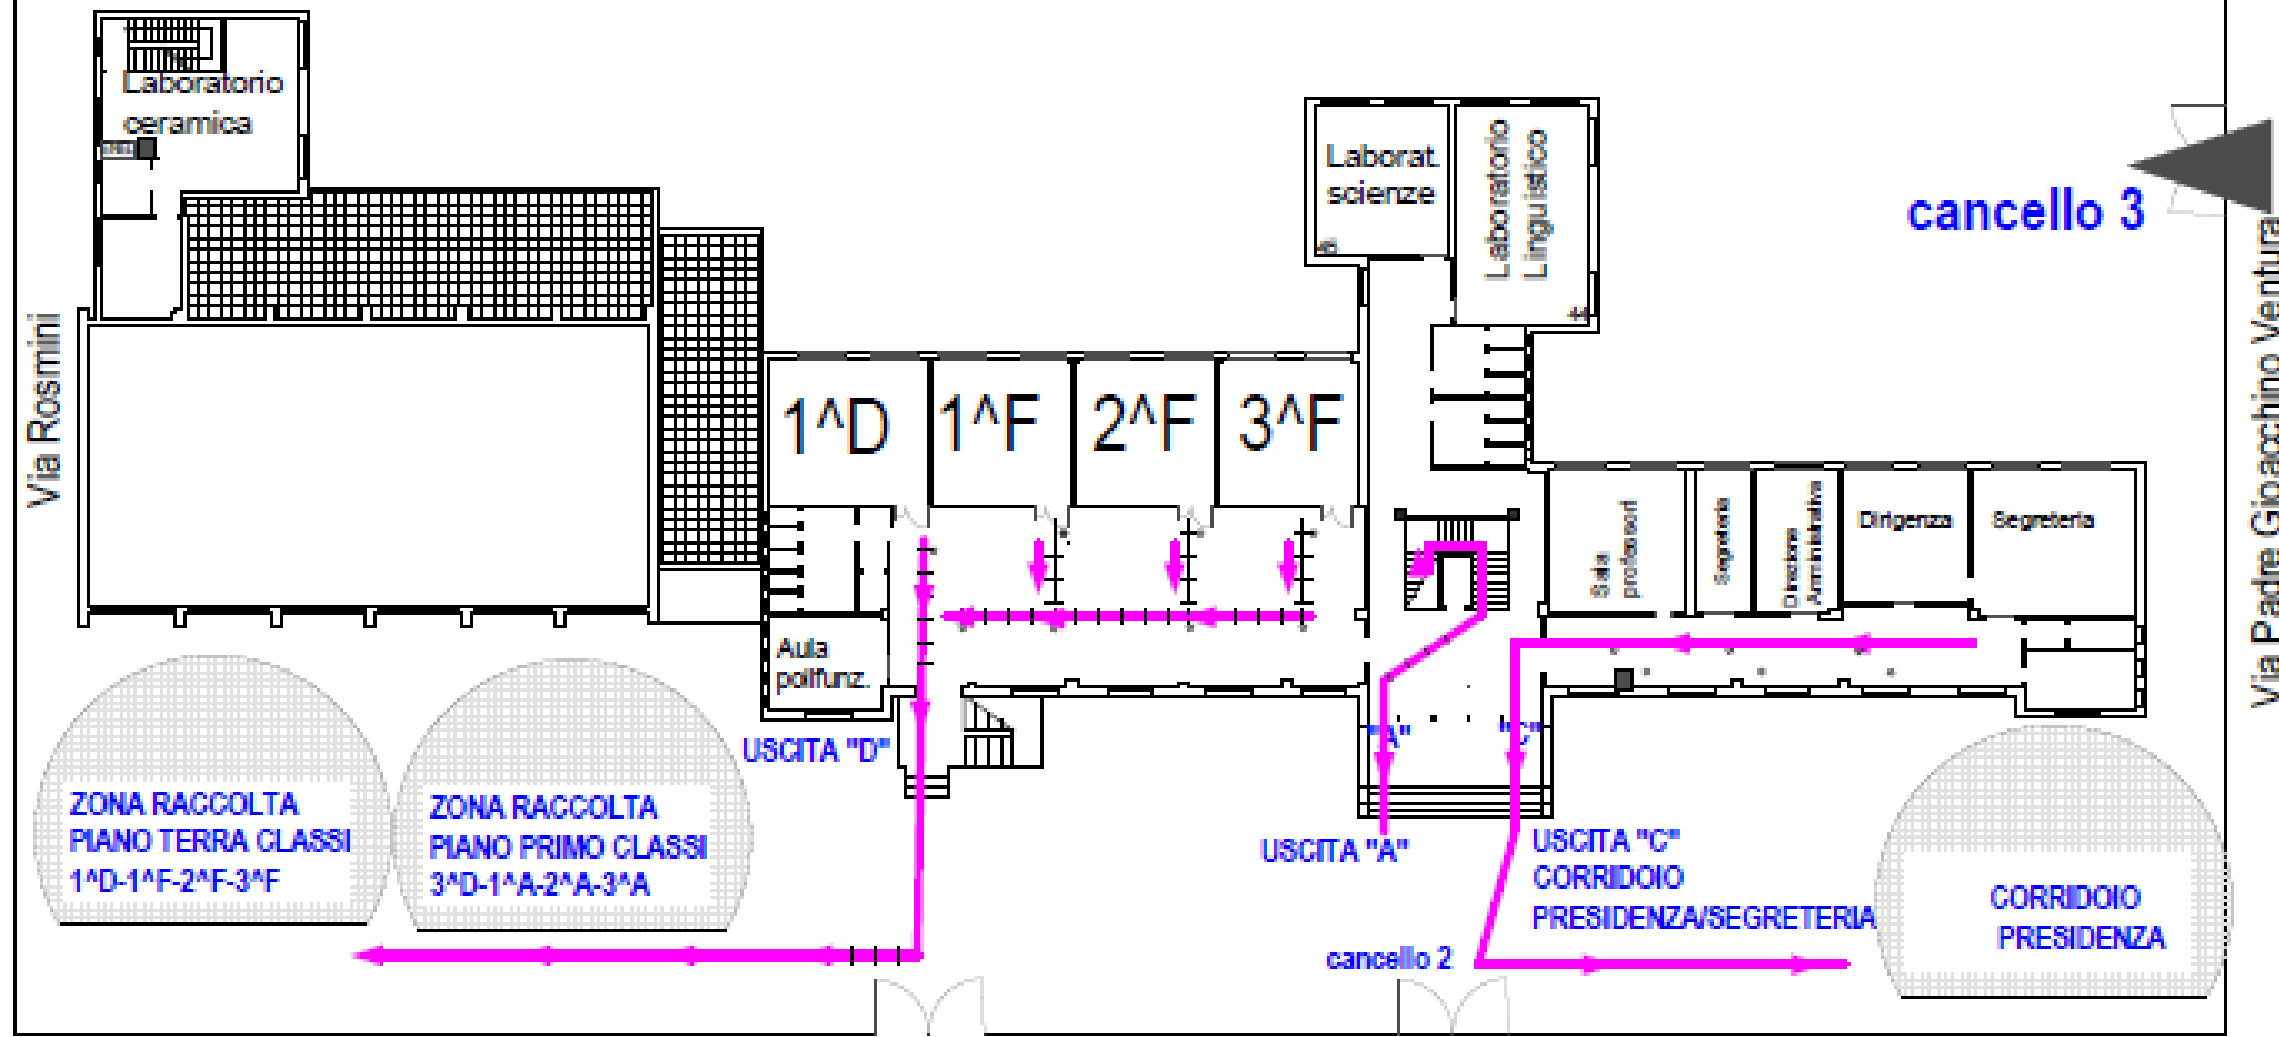 Laboratorio
ceramica
Laborat.
scienze
Laboratorio
Linguistico
cancello 3
Via Rosmini
Via Padre Gioacchino Ventura
1^D
1^F
2^F
3^F
Sala
professori
Segreteria
Direzione
Amministrativa
Dirigenza
Segreteria
Aula
polifunz.
USCITA "D"
"A"
"C"
ZONA RACCOLTA
PIANO TERRA CLASSI
1^D-1^F-2^F-3^F
ZONA RACCOLTA
PIANO PRIMO CLASSI
3^D-1^A-2^A-3^A
USCITA "A"
USCITA "C"
CORRIDOIO
PRESIDENZA/SEGRETERIA
cancello 2
CORRIDOIO
PRESIDENZA